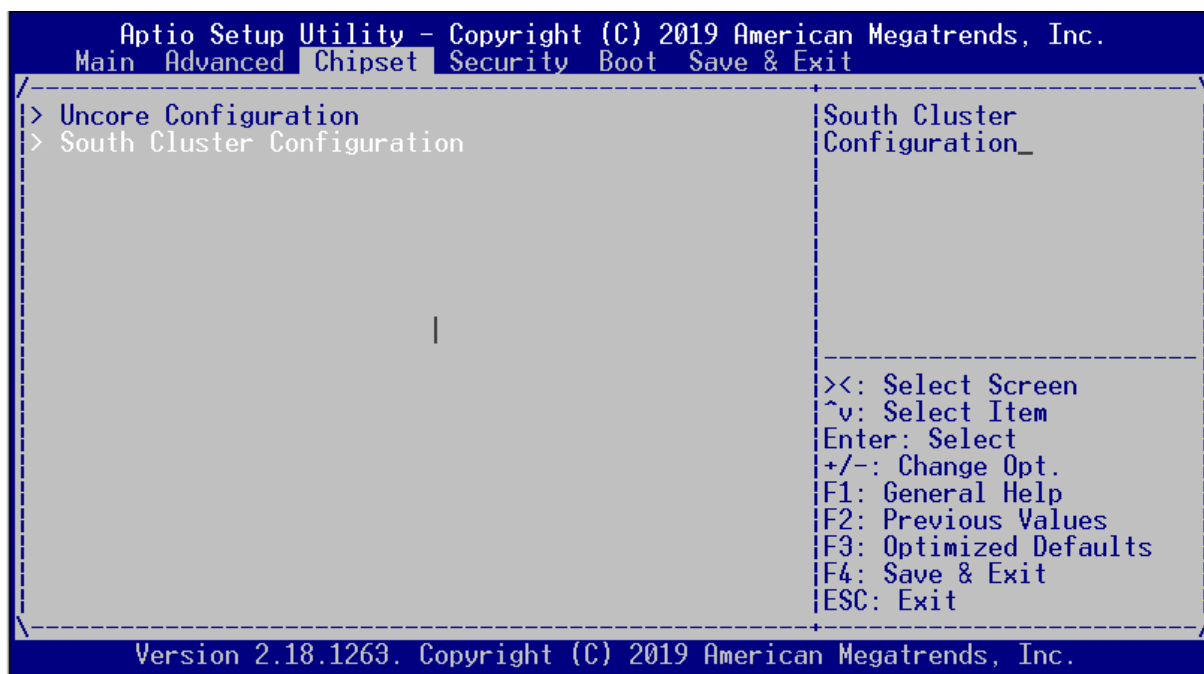 Aptio Setup Utility - Copyright (C) 2019 American Megatrends, Inc.
Main Advanced Chipset Security Boot Save & Exit
> Uncore Configuration
> South Cluster Configuration
South Cluster
Configuration_
><: Select Screen
^v: Select Item
Enter: Select
+/-: Change Opt.
F1: General Help
F2: Previous Values
F3: Optimized Defaults
F4: Save & Exit
ESC: Exit
Version 2.18.1263. Copyright (C) 2019 American Megatrends, Inc.